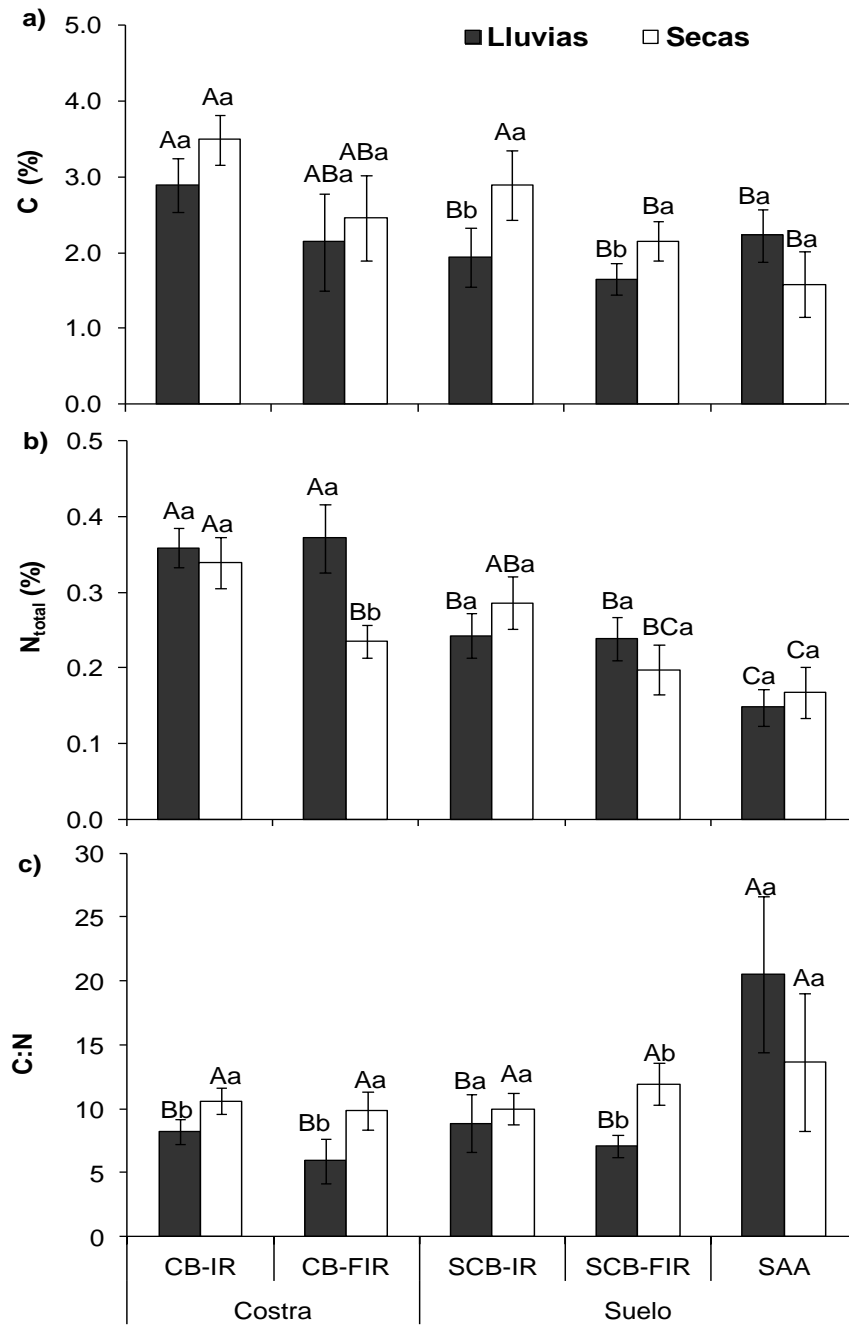 a)
Lluvias Secas
C (%)
5.0
4.0
3.0
2.0
1.0
0.0
Aa Aa ABa ABa Bb Aa Bb Ba Ba Ba
b)
N_total (%)
0.5
0.4
0.3
0.2
0.1
0.0
Aa Aa Aa Bb Ba ABa Ba BCa Ca Ca
c)
C:N
30
25
20
15
10
5
0
Bb Aa Bb Aa Ba Aa Bb Ab Aa Aa
CB-IR CB-FIR SCB-IR SCB-FIR SAA
Costra Suelo